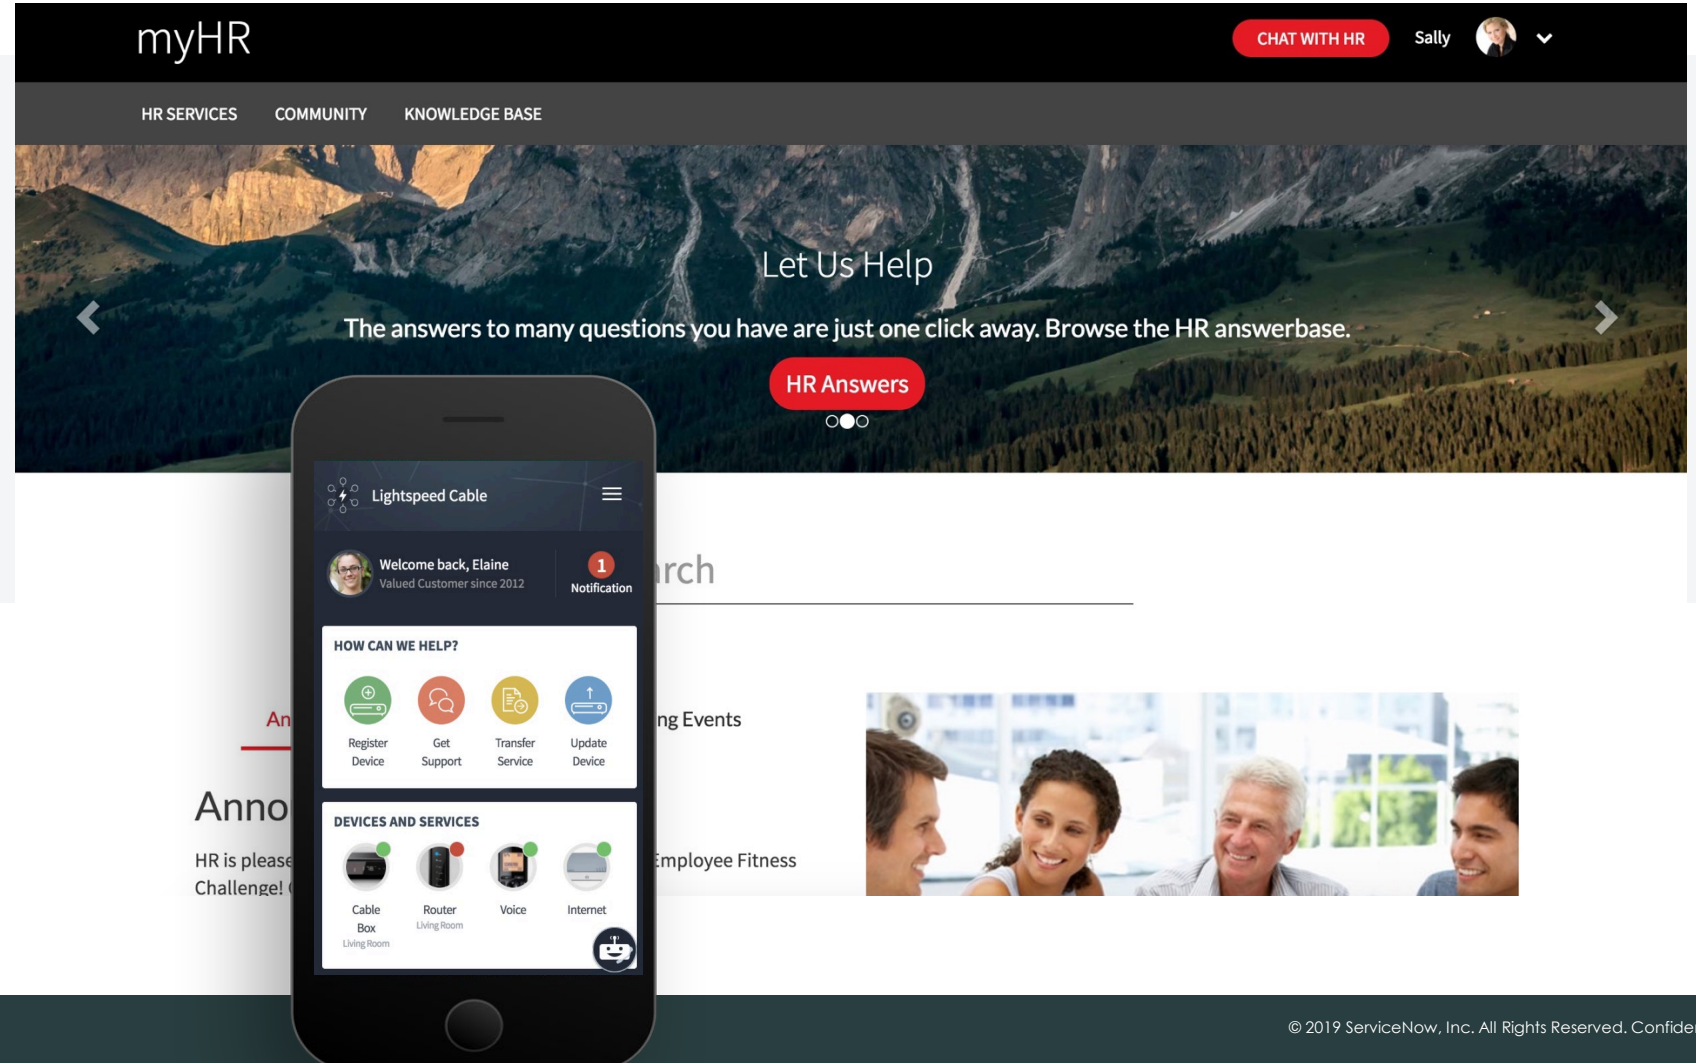 myHR
CHAT WITH HR
Sally
HR SERVICES
COMMUNITY
KNOWLEDGE BASE
Let Us Help
The answers to many questions you have are just one click away. Browse the HR answerbase.
HR Answers
Lightspeed Cable
Welcome back, Elaine
Valued Customer since 2012
1
Notification
HOW CAN WE HELP?
Register
Device
Get
Support
Transfer
Service
Update
Device
DEVICES AND SERVICES
Cable
Box
Living Room
Router
Living Room
Voice
Internet
rch
An
ng Events
Anno
HR is please
Employee Fitness
Challenge!
© 2019 ServiceNow, Inc. All Rights Reserved. Confide